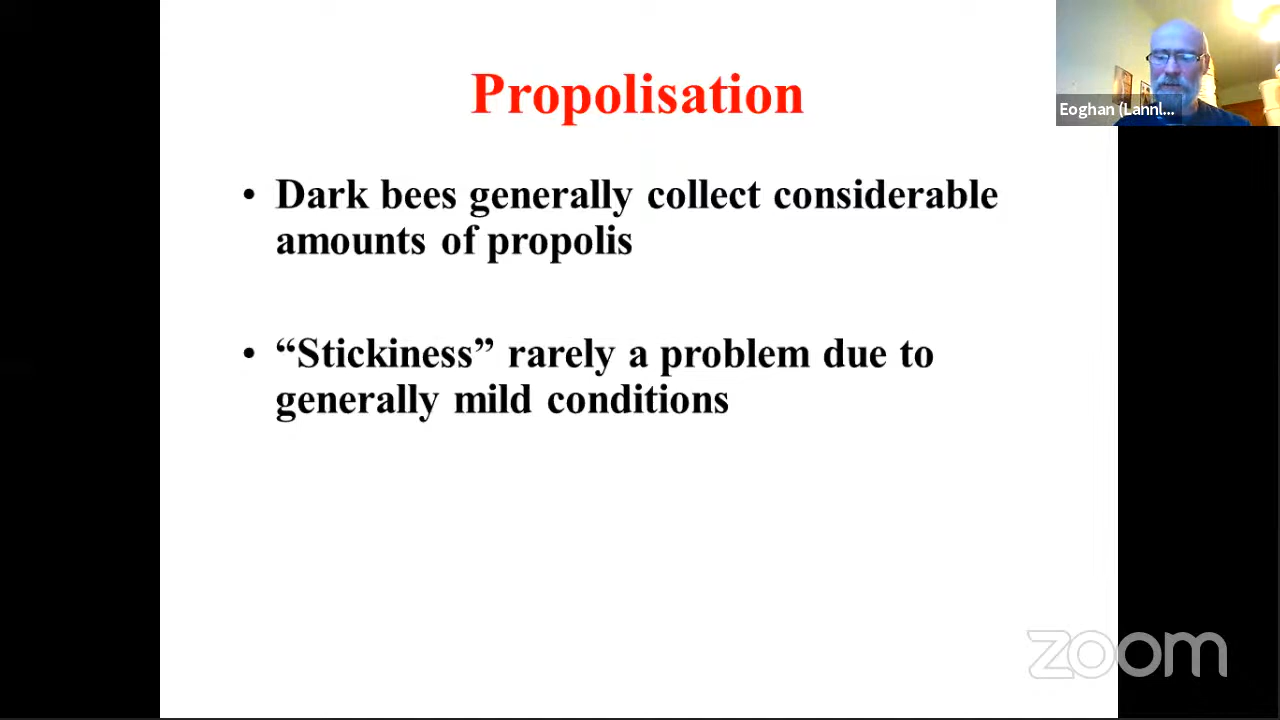 Propolisation
Eoghan (Lannl...
• Dark bees generally collect considerable
amounts of propolis
• “Stickiness” rarely a problem due to
generally mild conditions
zoom